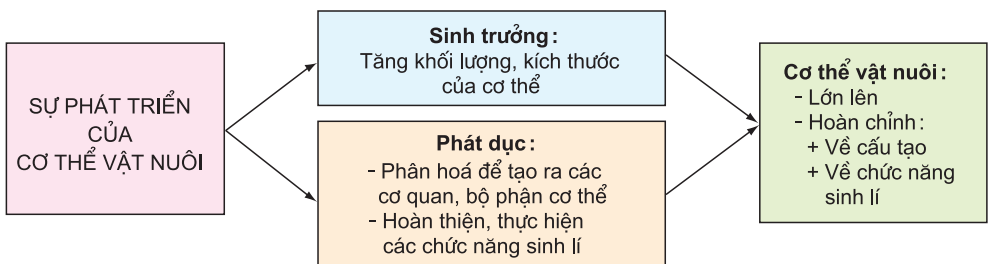 SỰ PHÁT TRIỂN
CỦA
CƠ THỂ VẬT NUÔI
Sinh trưởng:
Tăng khối lượng, kích thước
của cơ thể
Phát dục:
- Phân hoá để tạo ra các
cơ quan, bộ phận cơ thể
- Hoàn thiện, thực hiện
các chức năng sinh lí
Cơ thể vật nuôi:
- Lớn lên
- Hoàn chỉnh:
+ Về cấu tạo
+ Về chức năng
sinh lí